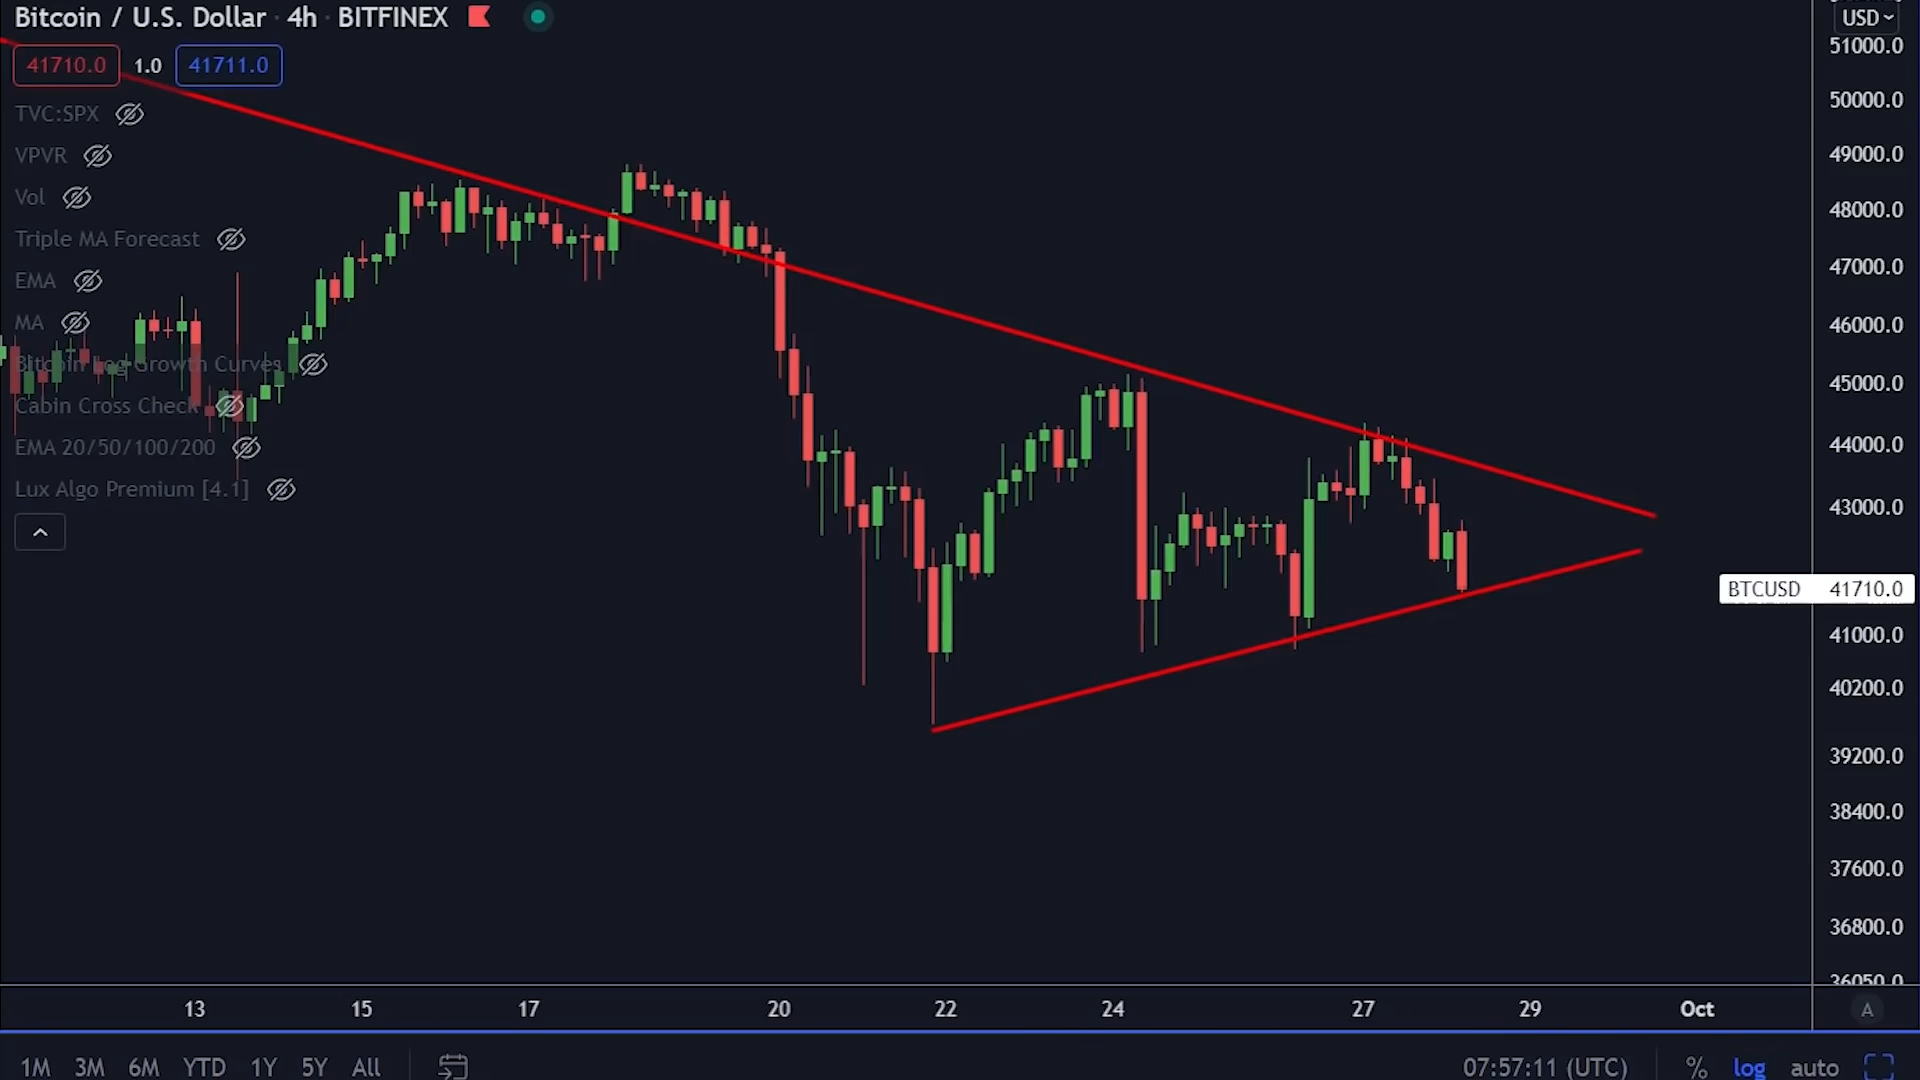 Bitcoin / U.S. Dollar · 4h · BITFINEX
USD
41710.0 1.0 41711.0
TVC:SPX
VPVR
Vol
Triple MA Forecast
EMA
MA
Bitcoin Log Growth Curves
Cabin Cross Check
EMA 20/50/100/200
Lux Algo Premium [4.1]
51000.0
50000.0
49000.0
48000.0
47000.0
46000.0
45000.0
44000.0
43000.0
BTCUSD 41710.0
41000.0
40200.0
39200.0
38400.0
37600.0
36800.0
36050.0
13 15 17 20 22 24 27 29 Oct A
1M 3M 6M YTD 1Y 5Y All 07:57:11 (UTC) % log auto